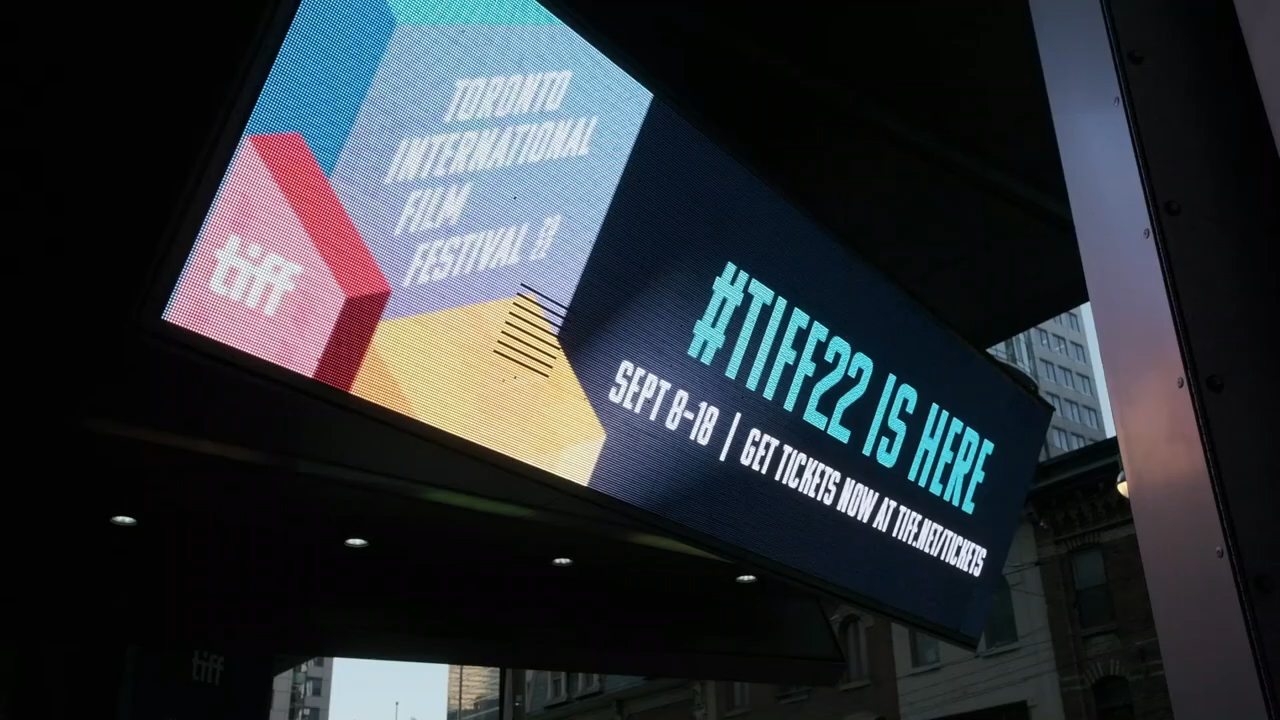 TORONTO
INTERNATIONAL
FILM
FESTIVAL
tiff
#TIFF22 IS HERE
SEPT 8-18 | GET TICKETS NOW AT TIFF.NET/TICKETS
tiff